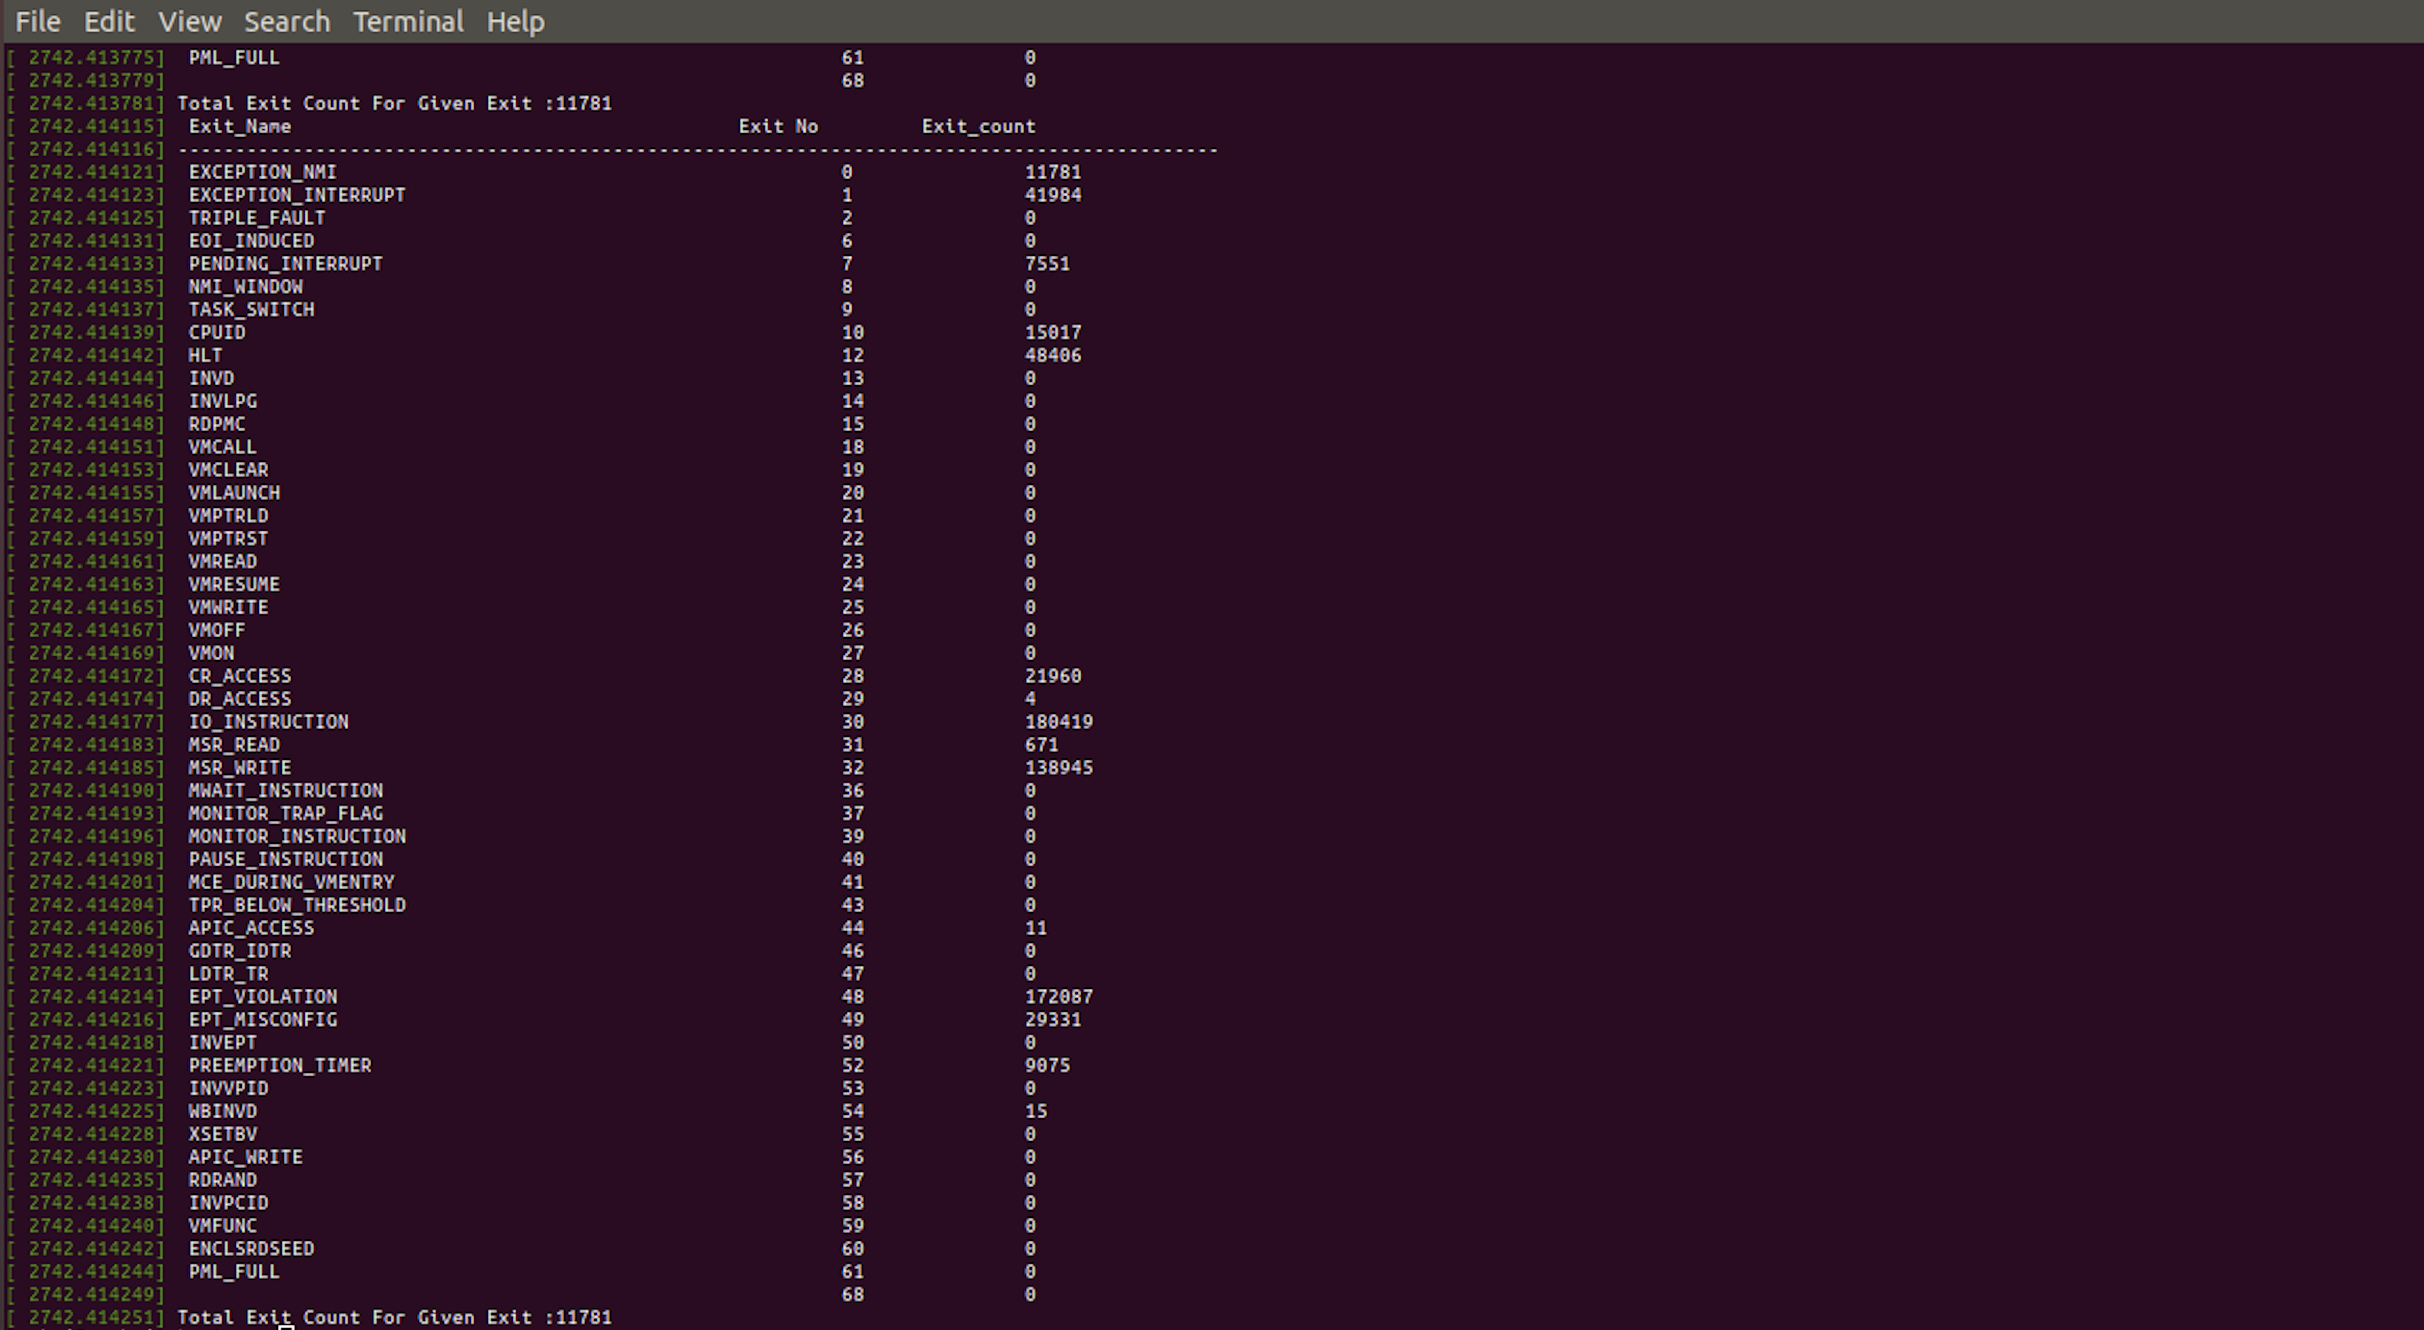 File Edit View Search Terminal Help
[ 2742.413775] PML_FULL 61 0
[ 2742.413779] 68 0
[ 2742.413781] Total Exit Count For Given Exit :11781
[ 2742.414115] Exit_Name Exit No Exit_count
[ 2742.414116] -------------------------------------------------------------------------------------------
[ 2742.414121] EXCEPTION_NMI 0 11781
[ 2742.414123] EXCEPTION_INTERRUPT 1 41984
[ 2742.414125] TRIPLE_FAULT 2 0
[ 2742.414131] EOI_INDUCED 6 0
[ 2742.414133] PENDING_INTERRUPT 7 7551
[ 2742.414135] NMI_WINDOW 8 0
[ 2742.414137] TASK_SWITCH 9 0
[ 2742.414139] CPUID 10 15017
[ 2742.414142] HLT 12 48406
[ 2742.414144] INVD 13 0
[ 2742.414146] INVLPG 14 0
[ 2742.414148] RDPMC 15 0
[ 2742.414151] VMCALL 18 0
[ 2742.414153] VMCLEAR 19 0
[ 2742.414155] VMLAUNCH 20 0
[ 2742.414157] VMPTRLD 21 0
[ 2742.414159] VMPTRST 22 0
[ 2742.414161] VMREAD 23 0
[ 2742.414163] VMRESUME 24 0
[ 2742.414165] VMWRITE 25 0
[ 2742.414167] VMOFF 26 0
[ 2742.414169] VMON 27 0
[ 2742.414172] CR_ACCESS 28 21960
[ 2742.414174] DR_ACCESS 29 4
[ 2742.414177] IO_INSTRUCTION 30 180419
[ 2742.414183] MSR_READ 31 671
[ 2742.414185] MSR_WRITE 32 138945
[ 2742.414190] MWAIT_INSTRUCTION 36 0
[ 2742.414193] MONITOR_TRAP_FLAG 37 0
[ 2742.414196] MONITOR_INSTRUCTION 39 0
[ 2742.414198] PAUSE_INSTRUCTION 40 0
[ 2742.414201] MCE_DURING_VMENTRY 41 0
[ 2742.414204] TPR_BELOW_THRESHOLD 43 0
[ 2742.414206] APIC_ACCESS 44 11
[ 2742.414209] GDTR_IDTR 46 0
[ 2742.414211] LDTR_TR 47 0
[ 2742.414214] EPT_VIOLATION 48 172087
[ 2742.414216] EPT_MISCONFIG 49 29331
[ 2742.414218] INVEPT 50 0
[ 2742.414221] PREEMPTION_TIMER 52 9075
[ 2742.414223] INVVPID 53 0
[ 2742.414225] WBINVD 54 15
[ 2742.414228] XSETBV 55 0
[ 2742.414230] APIC_WRITE 56 0
[ 2742.414235] RDRAND 57 0
[ 2742.414238] INVPCID 58 0
[ 2742.414240] VMFUNC 59 0
[ 2742.414242] ENCLSRDSEED 60 0
[ 2742.414244] PML_FULL 61 0
[ 2742.414249] 68 0
[ 2742.414251] Total Exit Count For Given Exit :11781